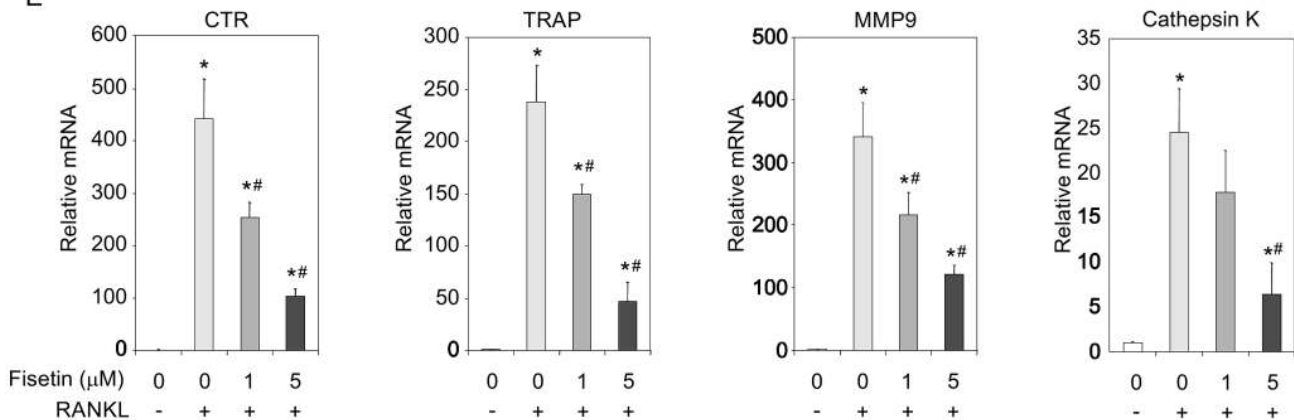 E
CTR TRAP MMP9 Cathepsin K
Relative mRNA
600
500
400
300
200
100
0
* *# *#
Relative mRNA
300
250
200
150
100
50
0
* *# *#
Relative mRNA
500
400
300
200
100
0
* *# *#
Relative mRNA
35
30
25
20
15
10
5
0
* *#
Fisetin (μM) 0 0 1 5 0 0 1 5 0 0 1 5 0 0 1 5
RANKL - + + + - + + + - + + + - + + +